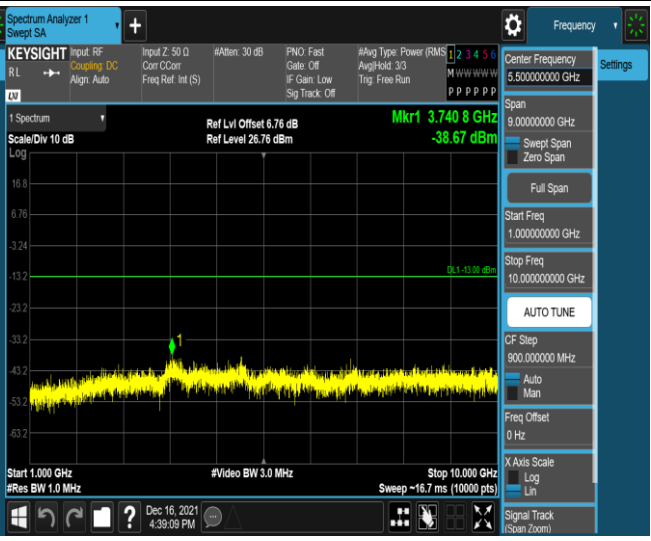 Spectrum Analyzer 1
Swept SA
Frequency
KEYSIGHT Input: RF Input Z: 50 Ω #Atten: 30 dB PNO: Fast #Avg Type: Power (RMS 1 2 3 4 5 6
RL Coupling: DC Corr CCorr Gate: Off Avg|Hold: 3/3 M W W W W W
Align: Auto Freq Ref: Int (S) IF Gain: Low Trig: Free Run
Sig Track: Off P P P P P P
LXI
1 Spectrum
Ref Lvl Offset 6.76 dB Mkr1 3.740 8 GHz
Scale/Div 10 dB Ref Level 26.76 dBm -38.67 dBm
Log
16.8
6.76
-3.24
-13.2
DL1 -13.00 dBm
-23.2
-33.2
1
-43.2
-53.2
-63.2
Start 1.000 GHz #Video BW 3.0 MHz Stop 10.000 GHz
#Res BW 1.0 MHz Sweep ~16.7 ms (10000 pts)
? Dec 16, 2021
4:39:09 PM
Center Frequency
5.500000000 GHz
Settings
Span
9.00000000 GHz
Swept Span
Zero Span
Full Span
Start Freq
1.000000000 GHz
Stop Freq
10.000000000 GHz
AUTO TUNE
CF Step
900.000000 MHz
Auto
Man
Freq Offset
0 Hz
X Axis Scale
Log
Lin
Signal Track
(Span Zoom)